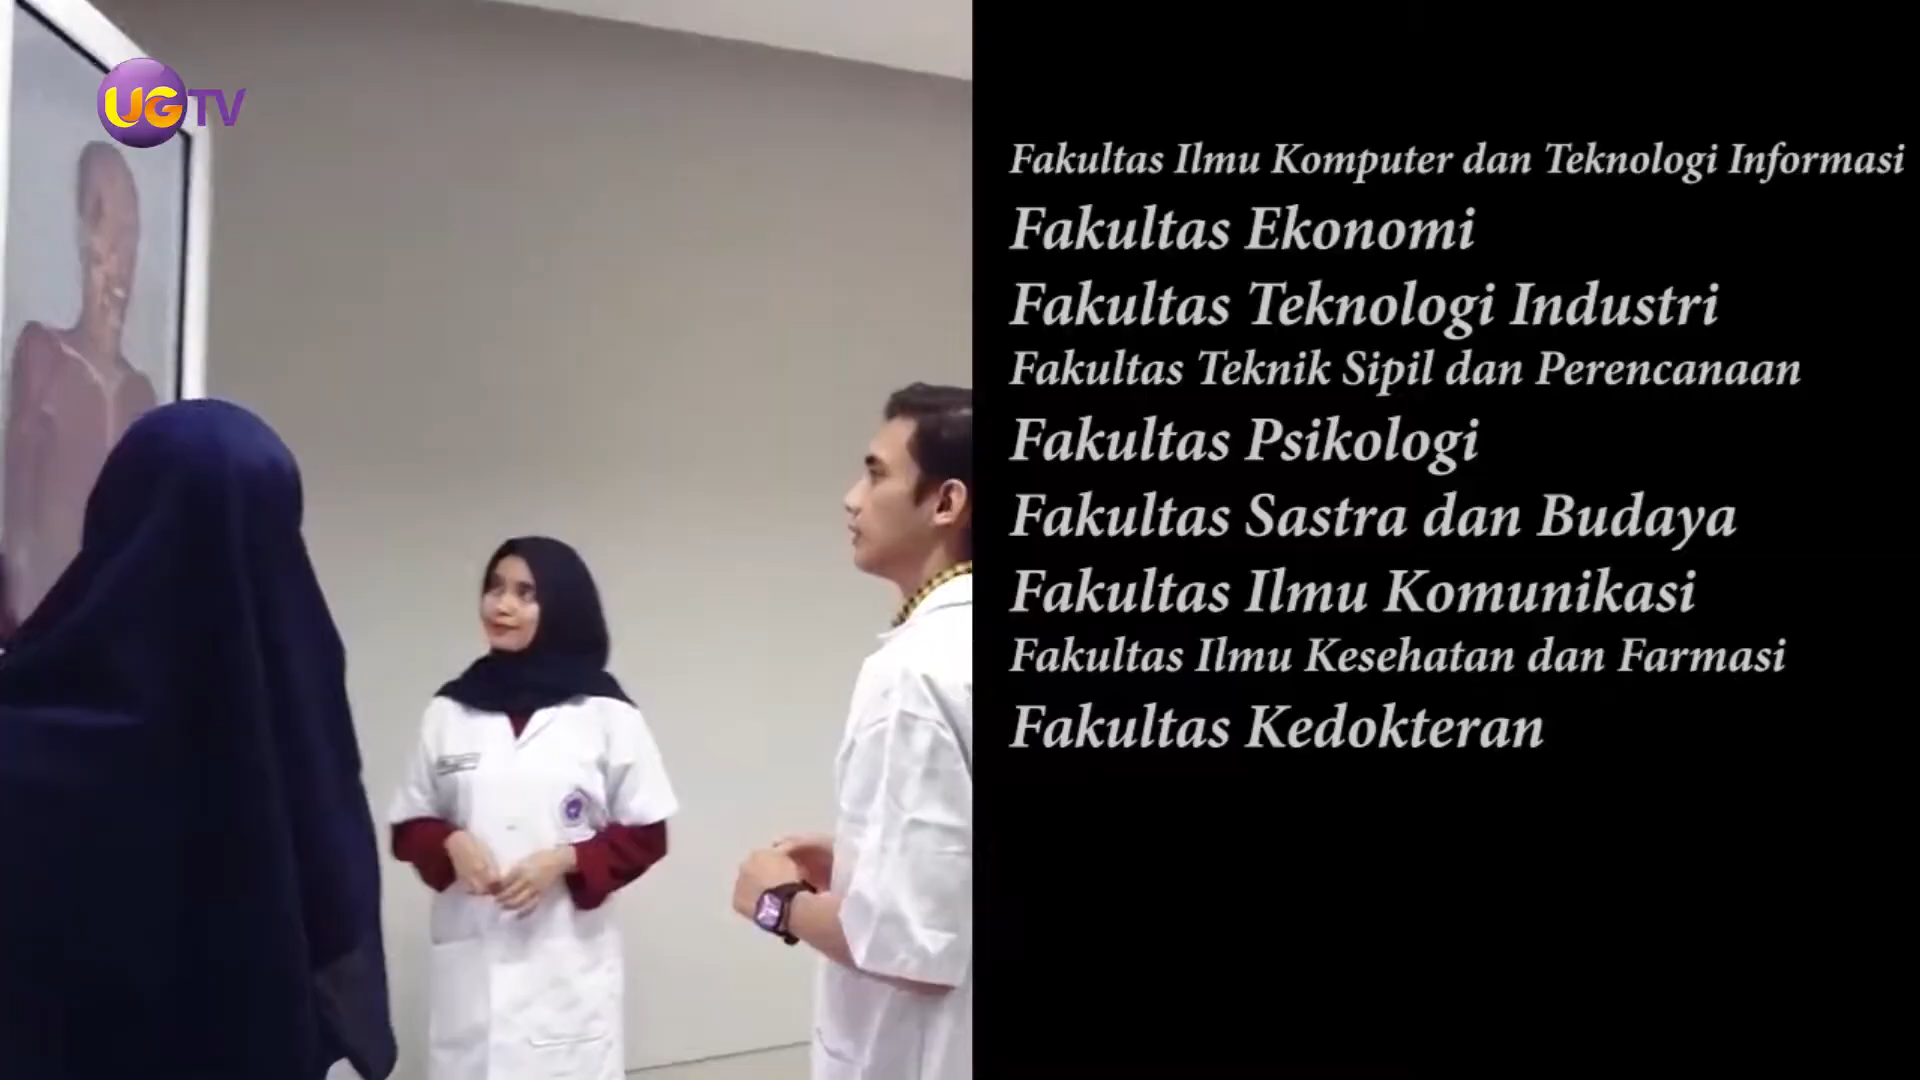 UGTV
Fakultas Ilmu Komputer dan Teknologi Informasi
Fakultas Ekonomi
Fakultas Teknologi Industri
Fakultas Teknik Sipil dan Perencanaan
Fakultas Psikologi
Fakultas Sastra dan Budaya
Fakultas Ilmu Komunikasi
Fakultas Ilmu Kesehatan dan Farmasi
Fakultas Kedokteran